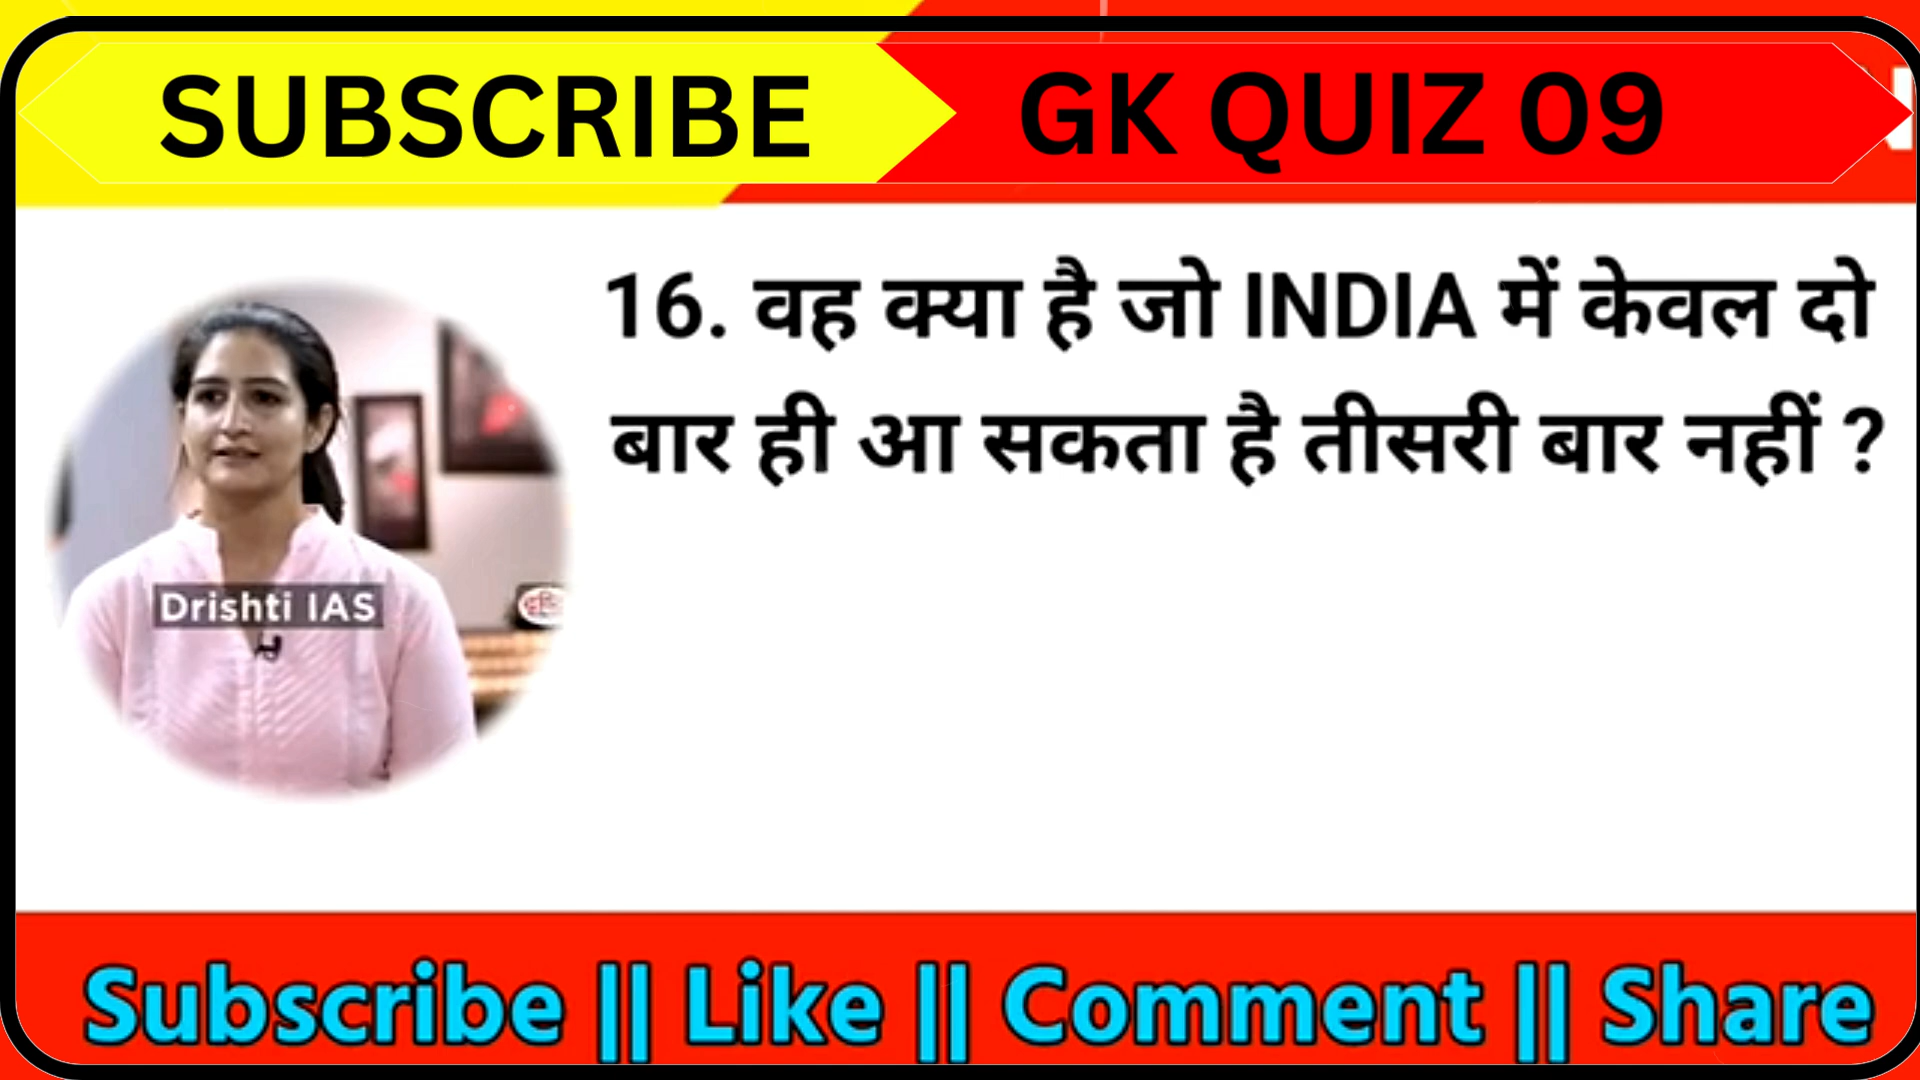 SUBSCRIBE
GK QUIZ 09
16. वह क्या है जो INDIA में केवल दो
बार ही आ सकता है तीसरी बार नहीं ?
Drishti IAS
Subscribe || Like || Comment || Share